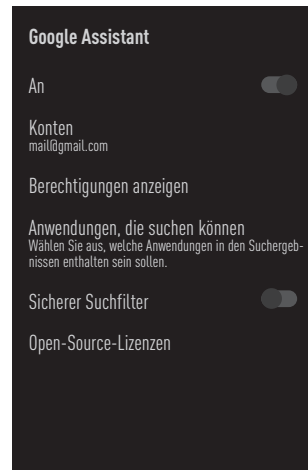 Google Assistant
An
Konten
mail@gmail.com
Berechtigungen anzeigen
Anwendungen, die suchen können
Wählen Sie aus, welche Anwendungen in den Suchergeb-
nissen enthalten sein sollen.
Sicherer Suchfilter
Open-Source-Lizenzen